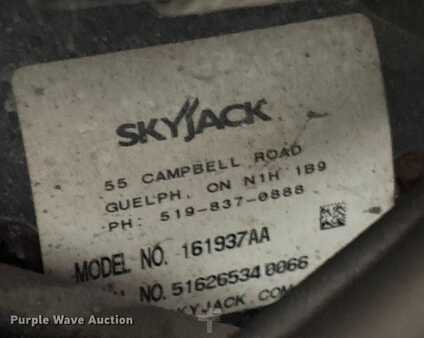 SKYJACK
55 CAMPBELL ROAD
GUELPH, ON N1H 1B9
PH: 519-837-0888
MODEL NO. 161937AA
NO. 51626534 0066
SKYJACK.COM
Purple Wave Auction